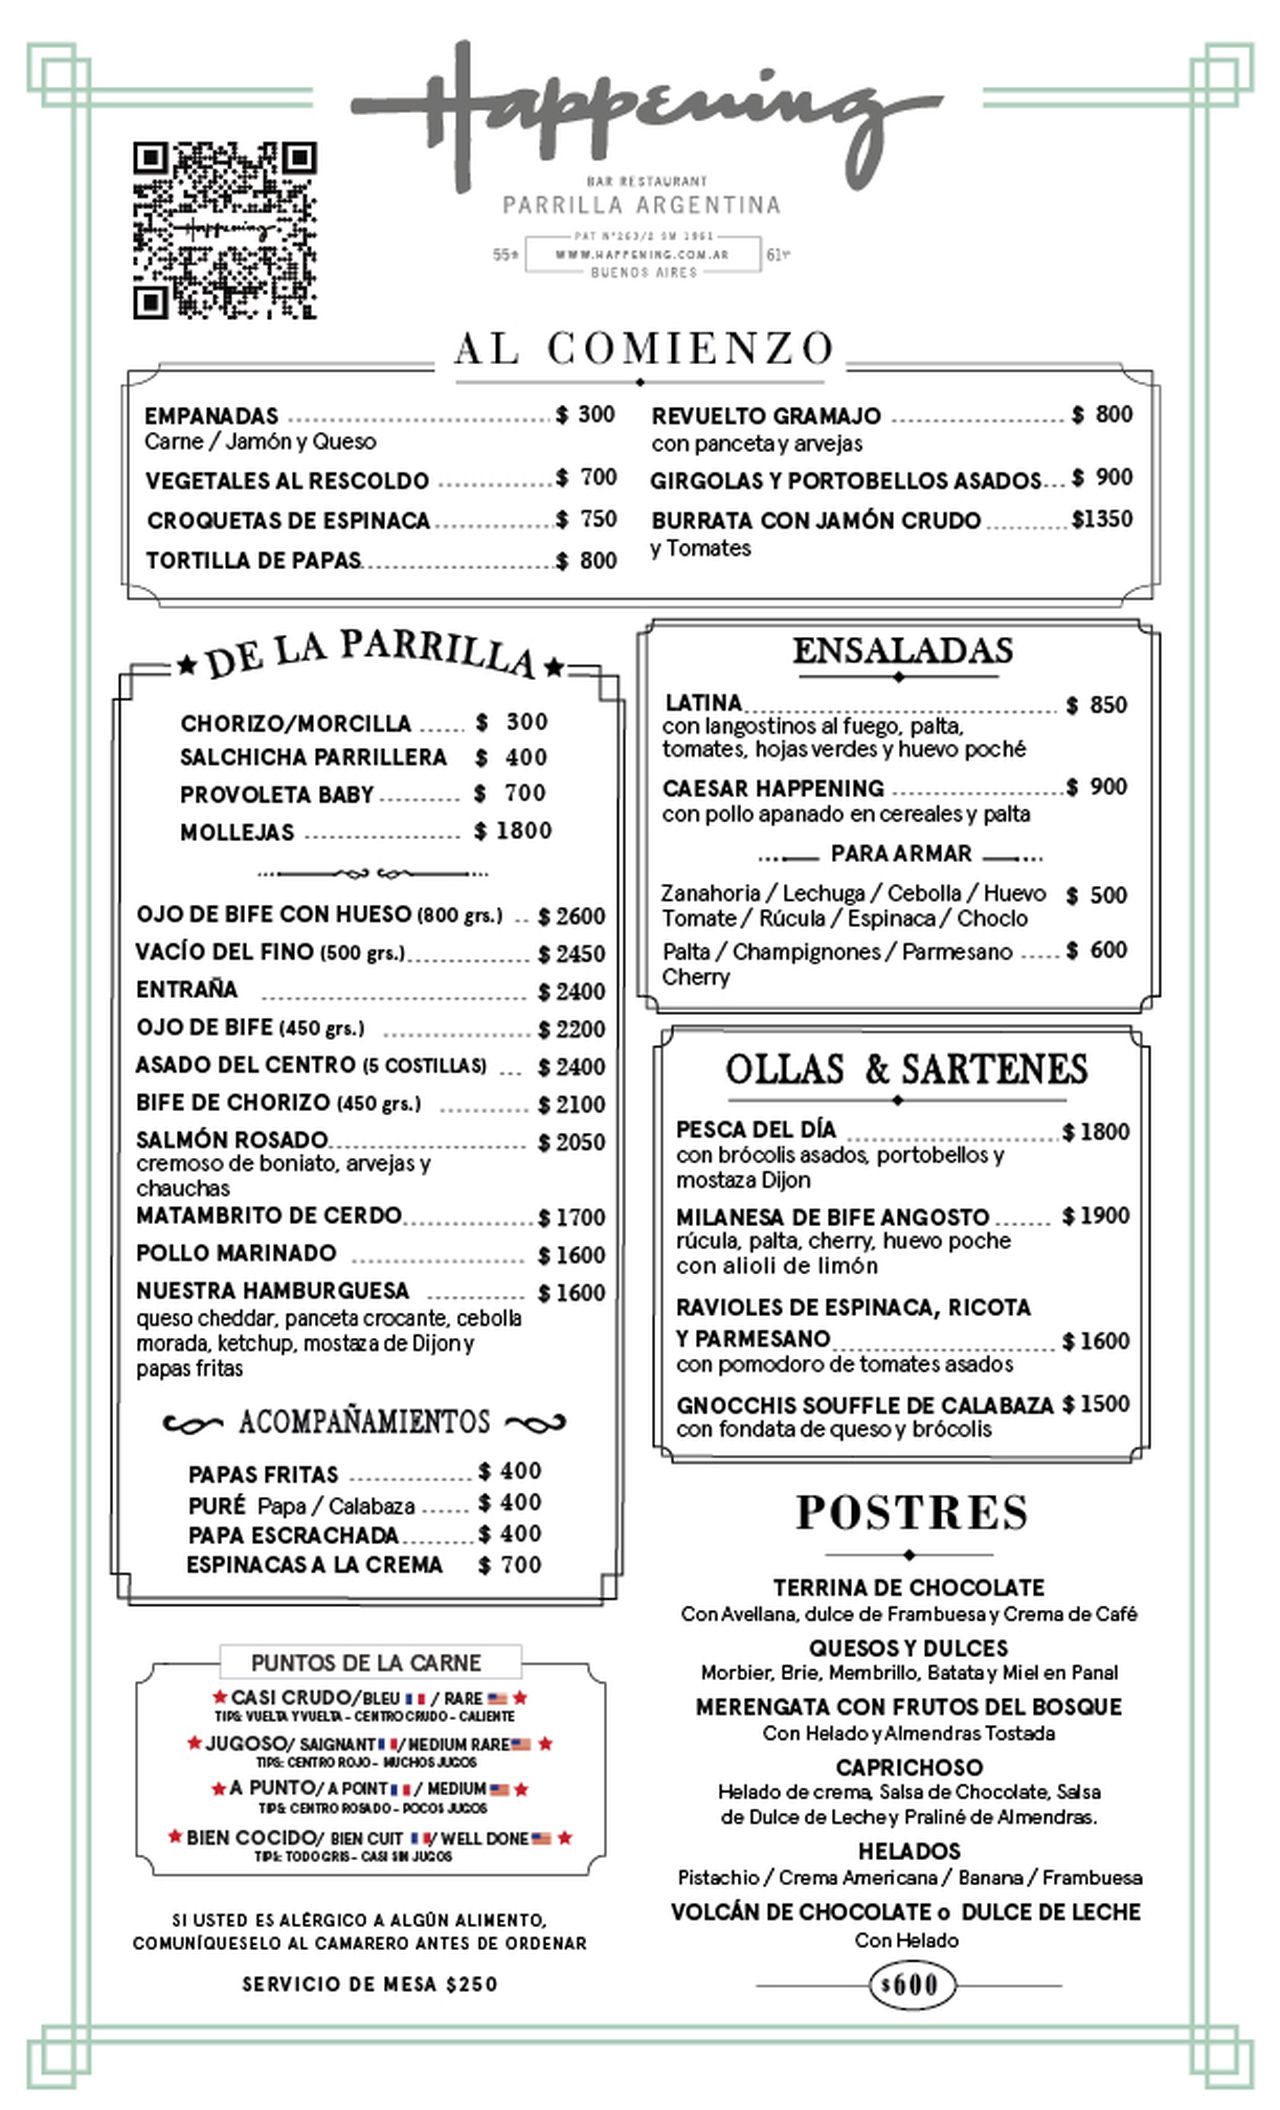 Happening
BAR RESTAURANT
PARRILLA ARGENTINA
PAT N°263/2 SM 1961
WWW.HAPPENING.COM.AR
BUENOS AIRES
Happening
AL COMIENZO
EMPANADAS $ 300
Carne / Jamón y Queso
VEGETALES AL RESCOLDO $ 700
CROQUETAS DE ESPINACA $ 750
TORTILLA DE PAPAS $ 800
REVUELTO GRAMAJO $ 800
con panceta y arvejas
GIRGOLAS Y PORTOBELLOS ASADOS $ 900
BURRATA CON JAMÓN CRUDO $1350
y Tomates
DE LA PARRILLA
CHORIZO/MORCILLA $ 300
SALCHICHA PARRILLERA $ 400
PROVOLETA BABY $ 700
MOLLEJAS $ 1800
OJO DE BIFE CON HUESO (800 grs.) $ 2600
VACÍO DEL FINO (500 grs.) $ 2450
ENTRAÑA $ 2400
OJO DE BIFE (450 grs.) $ 2200
ASADO DEL CENTRO (5 COSTILLAS) $ 2400
BIFE DE CHORIZO (450 grs.) $ 2100
SALMÓN ROSADO $ 2050
cremoso de boniato, arvejas y
chauchas
MATAMBRITO DE CERDO $ 1700
POLLO MARINADO $ 1600
NUESTRA HAMBURGUESA $ 1600
queso cheddar, panceta crocante, cebolla
morada, ketchup, mostaza de Dijon y
papas fritas
ACOMPAÑAMIENTOS
PAPAS FRITAS $ 400
PURÉ Papa / Calabaza $ 400
PAPA ESCRACHADA $ 400
ESPINACAS A LA CREMA $ 700
PUNTOS DE LA CARNE
CASI CRUDO/BLEU / RARE
TIPS: VUELTA Y VUELTA - CENTRO CRUDO - CALIENTE
JUGOSO/ SAIGNANT / MEDIUM RARE
TIPS: CENTRO ROJO - MUCHOS JUGOS
A PUNTO/ A POINT / MEDIUM
TIPS: CENTRO ROSADO - POCOS JUGOS
BIEN COCIDO/ BIEN CUIT / WELL DONE
TIPS: TODO GRIS - CASI SIN JUGOS
SI USTED ES ALÉRGICO A ALGÚN ALIMENTO,
COMUNÍQUESELO AL CAMARERO ANTES DE ORDENAR
SERVICIO DE MESA $250
ENSALADAS
LATINA $ 850
con langostinos al fuego, palta,
tomates, hojas verdes y huevo poché
CAESAR HAPPENING $ 900
con pollo apanado en cereales y palta
PARA ARMAR
Zanahoria / Lechuga / Cebolla / Huevo $ 500
Tomate / Rúcula / Espinaca / Choclo
Palta / Champignones / Parmesano $ 600
Cherry
OLLAS & SARTENES
PESCA DEL DÍA $ 1800
con brócolis asados, portobellos y
mostaza Dijon
MILANESA DE BIFE ANGOSTO $ 1900
rúcula, palta, cherry, huevo poche
con alioli de limón
RAVIOLES DE ESPINACA, RICOTA
Y PARMESANO $ 1600
con pomodoro de tomates asados
GNOCCHIS SOUFFLE DE CALABAZA $ 1500
con fondata de queso y brócolis
POSTRES
TERRINA DE CHOCOLATE
Con Avellana, dulce de Frambuesa y Crema de Café
QUESOS Y DULCES
Morbier, Brie, Membrillo, Batata y Miel en Panal
MERENGATA CON FRUTOS DEL BOSQUE
Con Helado y Almendras Tostada
CAPRICHOSO
Helado de crema, Salsa de Chocolate, Salsa
de Dulce de Leche y Praliné de Almendras.
HELADOS
Pistachio / Crema Americana / Banana / Frambuesa
VOLCÁN DE CHOCOLATE o DULCE DE LECHE
Con Helado
$600